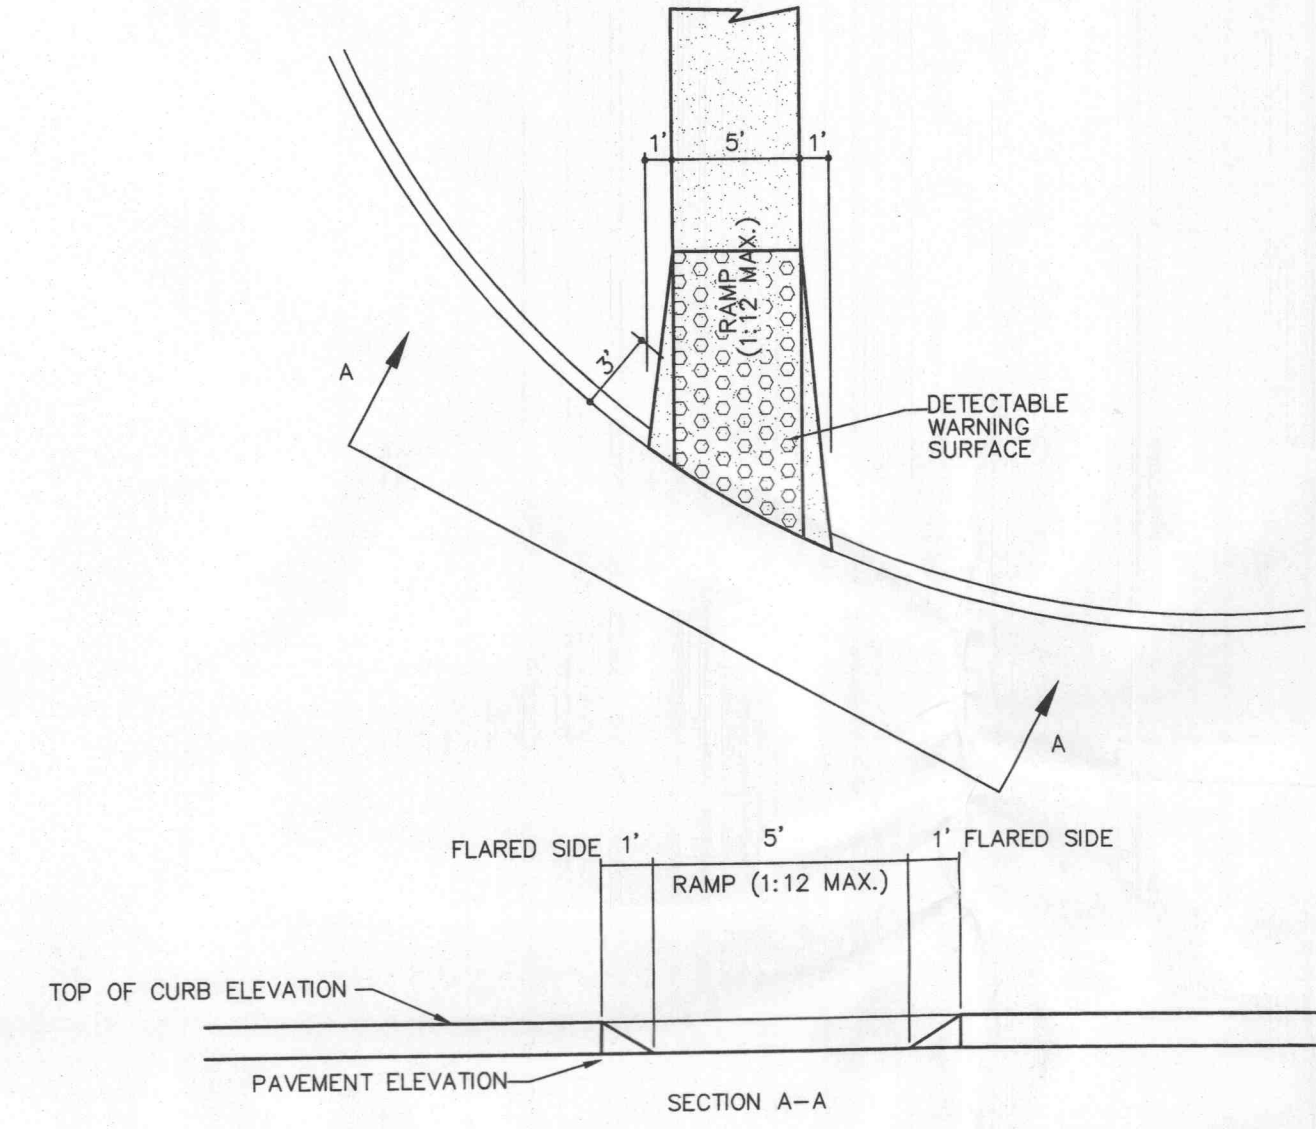 1' 5' 1'
RAMP
(1:12 MAX.)
3'
A
DETECTABLE
WARNING
SURFACE
A
FLARED SIDE 1' 5' 1' FLARED SIDE
RAMP (1:12 MAX.)
TOP OF CURB ELEVATION
PAVEMENT ELEVATION
SECTION A-A